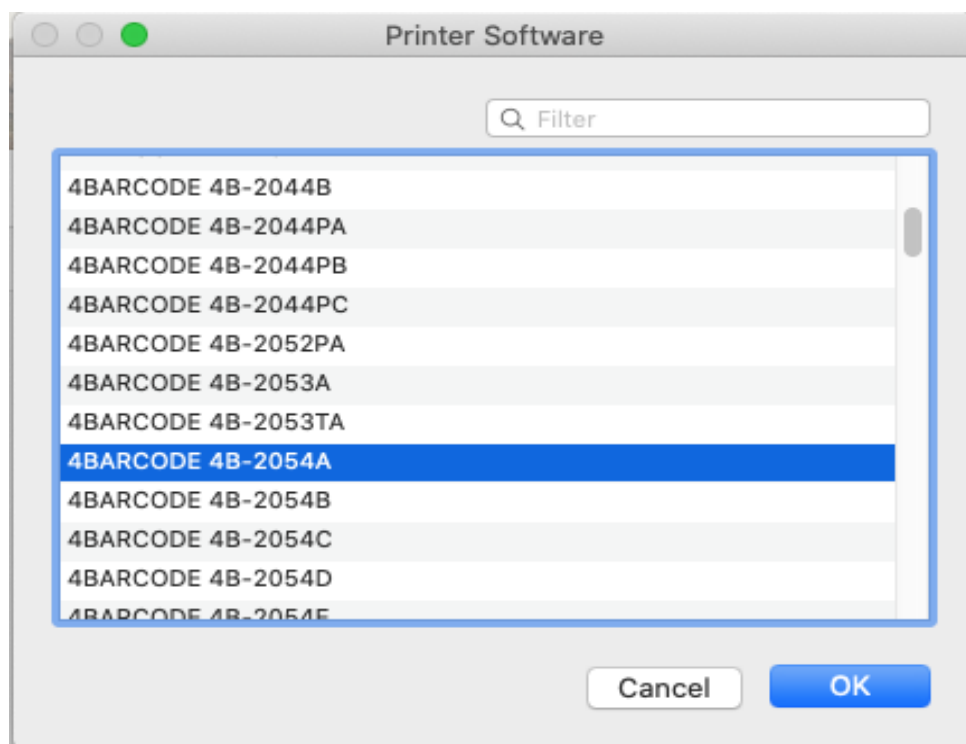 Printer Software
Filter
4BARCODE 4B-2044B
4BARCODE 4B-2044PA
4BARCODE 4B-2044PB
4BARCODE 4B-2044PC
4BARCODE 4B-2052PA
4BARCODE 4B-2053A
4BARCODE 4B-2053TA
4BARCODE 4B-2054A
4BARCODE 4B-2054B
4BARCODE 4B-2054C
4BARCODE 4B-2054D
4BARCODE
Cancel OK